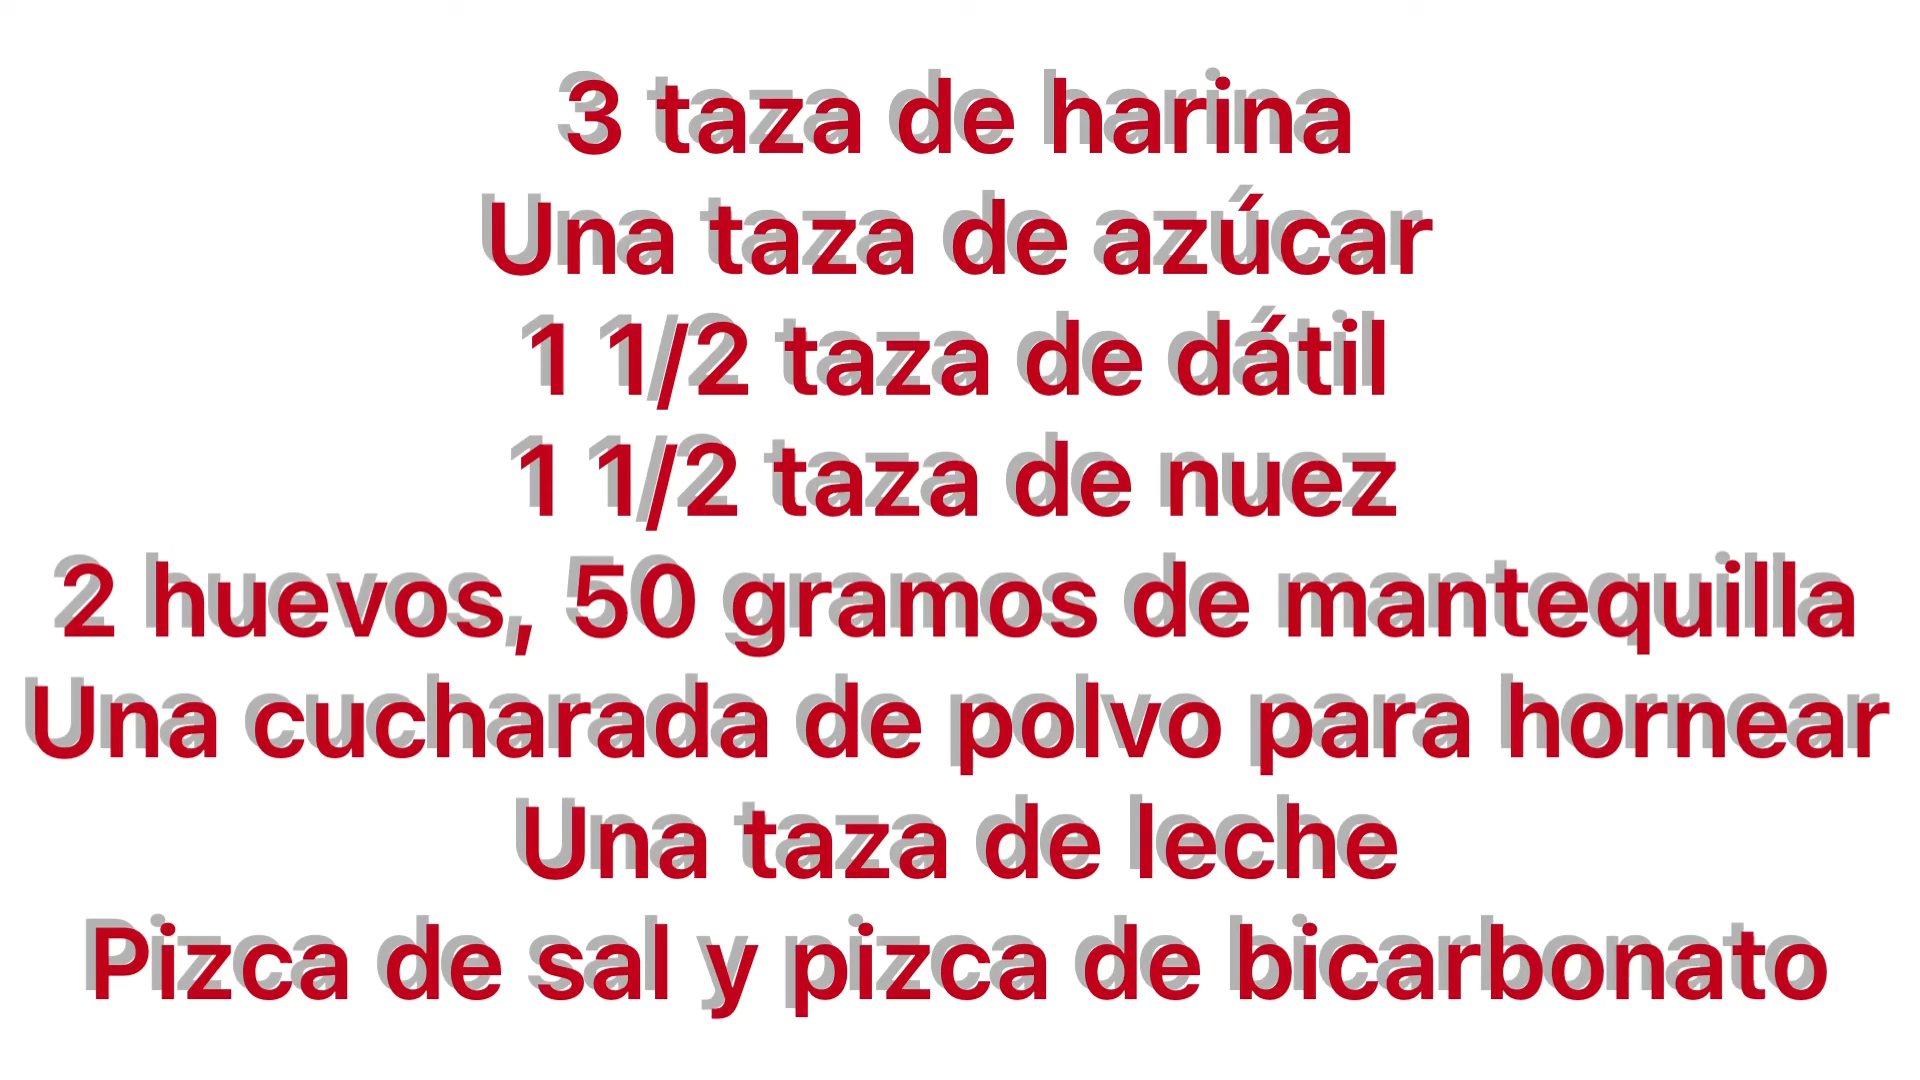 3 taza de harina
Una taza de azúcar
1 1/2 taza de dátil
1 1/2 taza de nuez
2 huevos, 50 gramos de mantequilla
Una cucharada de polvo para hornear
Una taza de leche
Pizca de sal y pizca de bicarbonato